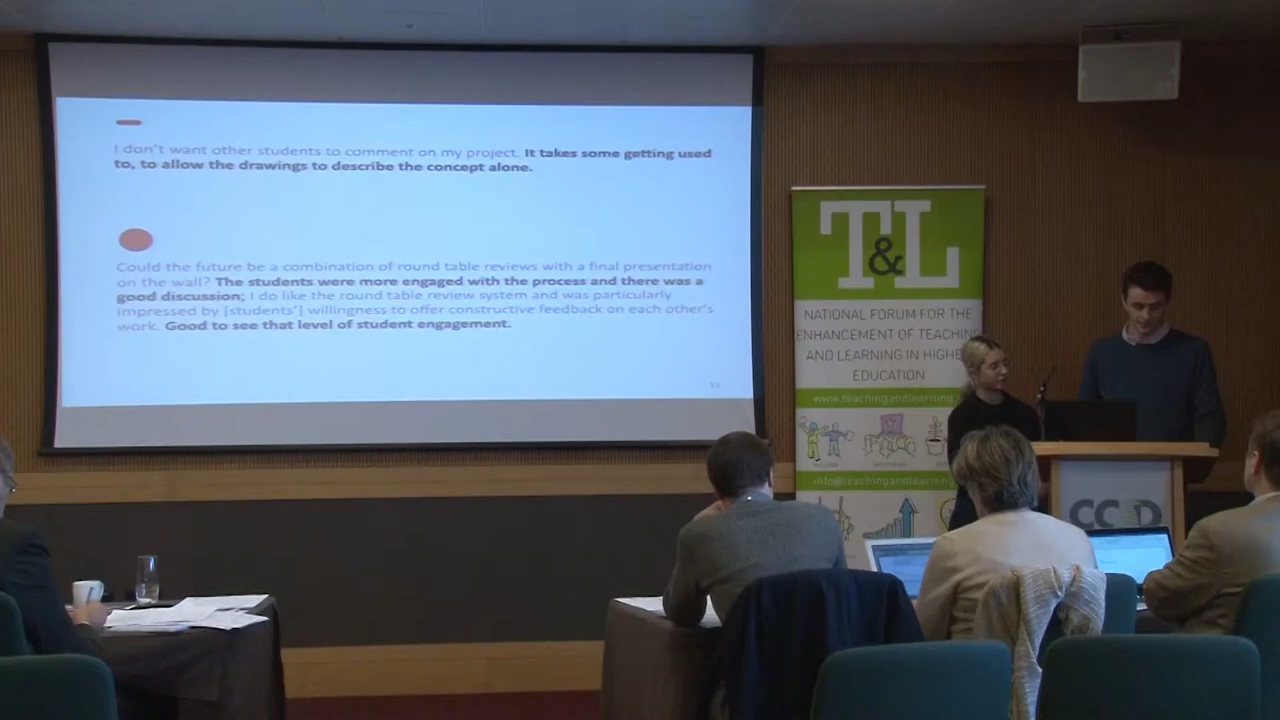 I don't want other students to comment on my project. It takes some getting used
to, to allow the drawings to describe the concept alone.
Could the future be a combination of round table reviews with a final presentation
on the wall? The students were more engaged with the process and there was a
good discussion; I do like the round table review system and was particularly
impressed by [students'] willingness to offer constructive feedback on each other's
work. Good to see that level of student engagement.
T&L
NATIONAL FORUM FOR THE
ENHANCEMENT OF TEACHING
AND LEARNING IN HIGHE
EDUCATION
www.teachingandlearning.
info@teachingandlearning